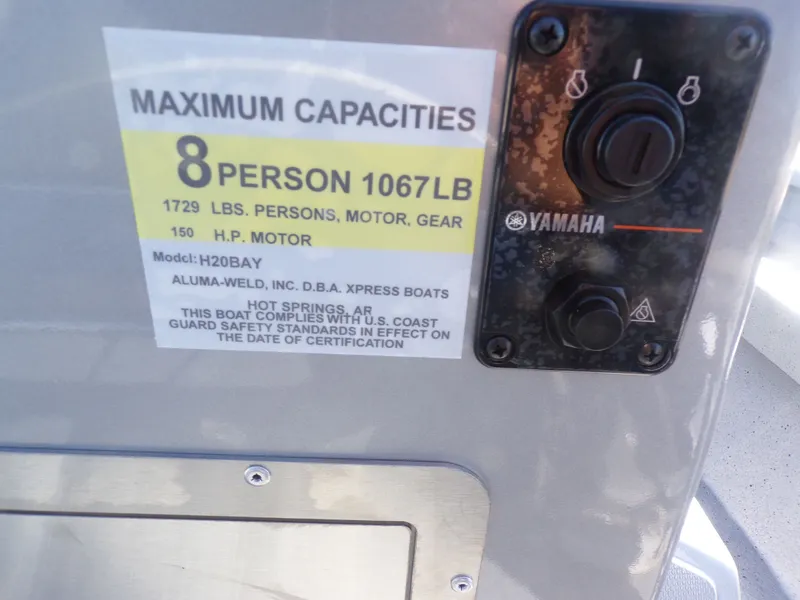 MAXIMUM CAPACITIES
8 PERSON 1067LB
1729 LBS. PERSONS, MOTOR, GEAR
150 H.P. MOTOR
Model: H20BAY
ALUMA-WELD, INC. D.B.A. XPRESS BOATS
HOT SPRINGS, AR
THIS BOAT COMPLIES WITH U.S. COAST
GUARD SAFETY STANDARDS IN EFFECT ON
THE DATE OF CERTIFICATION
YAMAHA